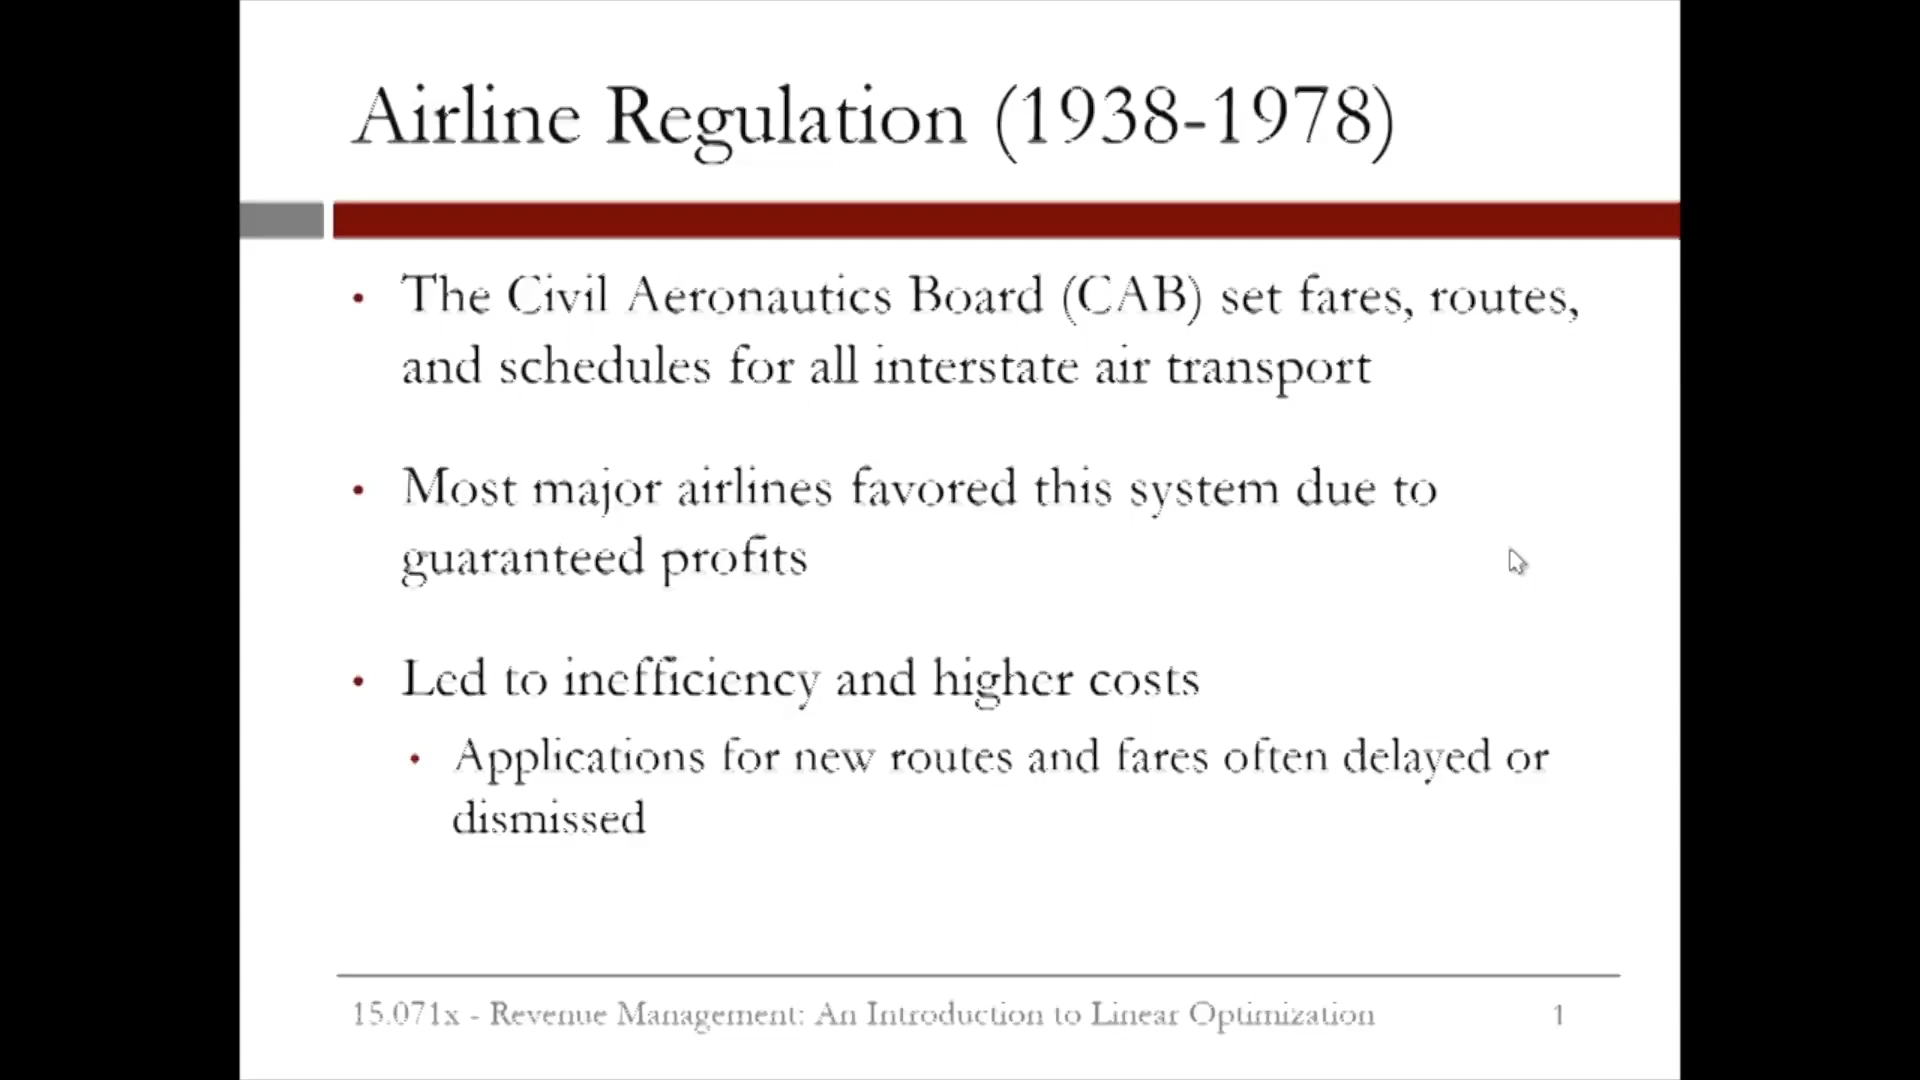 Airline Regulation (1938-1978)
• The Civil Aeronautics Board (CAB) set fares, routes,
and schedules for all interstate air transport
• Most major airlines favored this system due to
guaranteed profits
• Led to inefficiency and higher costs
• Applications for new routes and fares often delayed or
dismissed
15.071x - Revenue Management: An Introduction to Linear Optimization 1